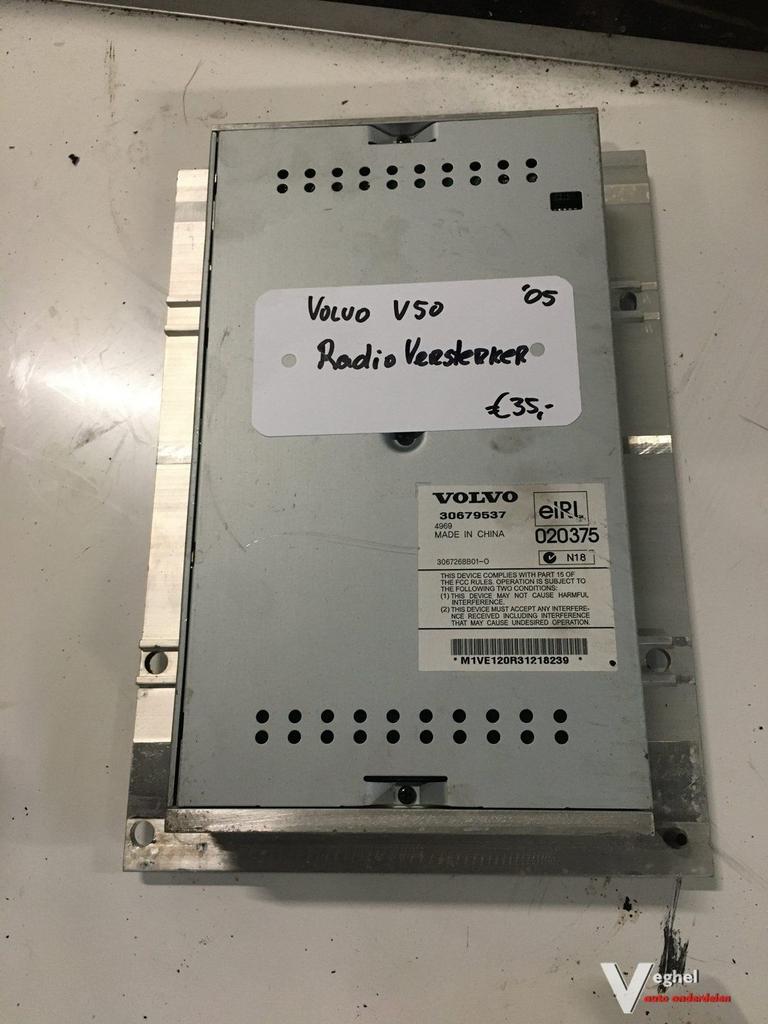 Volvo V50 '05
Radio Versterker
€35,-
VOLVO
30679537
4969
MADE IN CHINA
eiRL
020375
N18
3067268B01-O
THIS DEVICE COMPLIES WITH PART 15 OF
THE FCC RULES. OPERATION IS SUBJECT TO
THE FOLLOWING TWO CONDITIONS:
(1) THIS DEVICE MAY NOT CAUSE HARMFUL
INTERFERENCE.
(2) THIS DEVICE MUST ACCEPT ANY INTERFERE-
NCE RECEIVED INCLUDING INTERFERENCE
THAT MAY CAUSE UNDESIRED OPERATION.
* M1VE120R31218239 *
Veghel
auto onderdelen